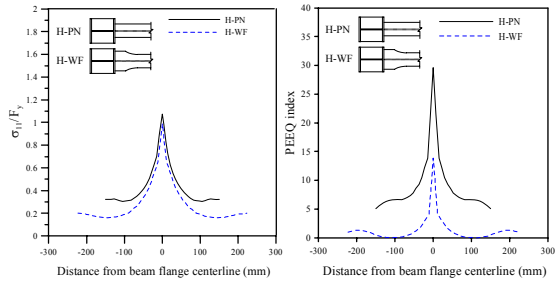 2
1.8
1.6
1.4
1.2
1
0.8
0.6
0.4
0.2
0
σ11/Fy
H-PN
H-WF
H-PN
H-WF
-300 -200 -100 0 100 200 300
Distance from beam flange centerline (mm)
40
35
30
25
20
15
10
5
0
PEEQ index
H-PN
H-WF
H-PN
H-WF
-300 -200 -100 0 100 200 300
Distance from beam flange centerline (mm)